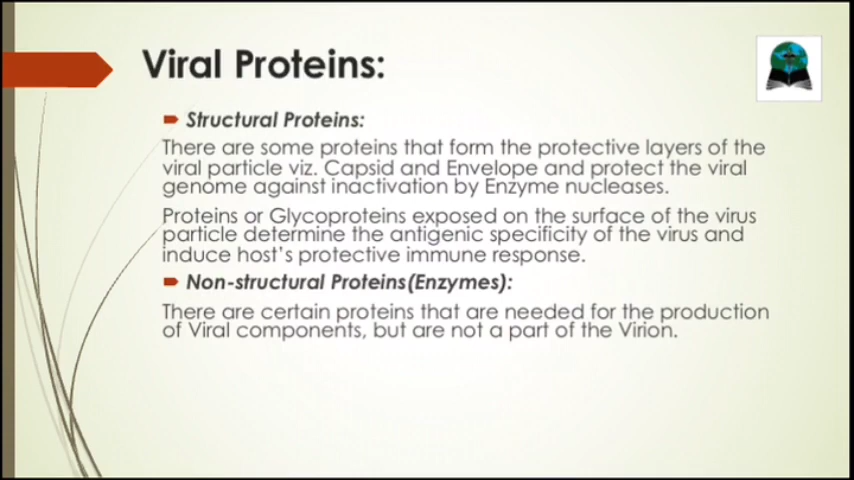 Viral Proteins:
Structural Proteins:
There are some proteins that form the protective layers of the
viral particle viz. Capsid and Envelope and protect the viral
genome against inactivation by Enzyme nucleases.
Proteins or Glycoproteins exposed on the surface of the virus
particle determine the antigenic specificity of the virus and
induce host’s protective immune response.
Non-structural Proteins(Enzymes):
There are certain proteins that are needed for the production
of Viral components, but are not a part of the Virion.